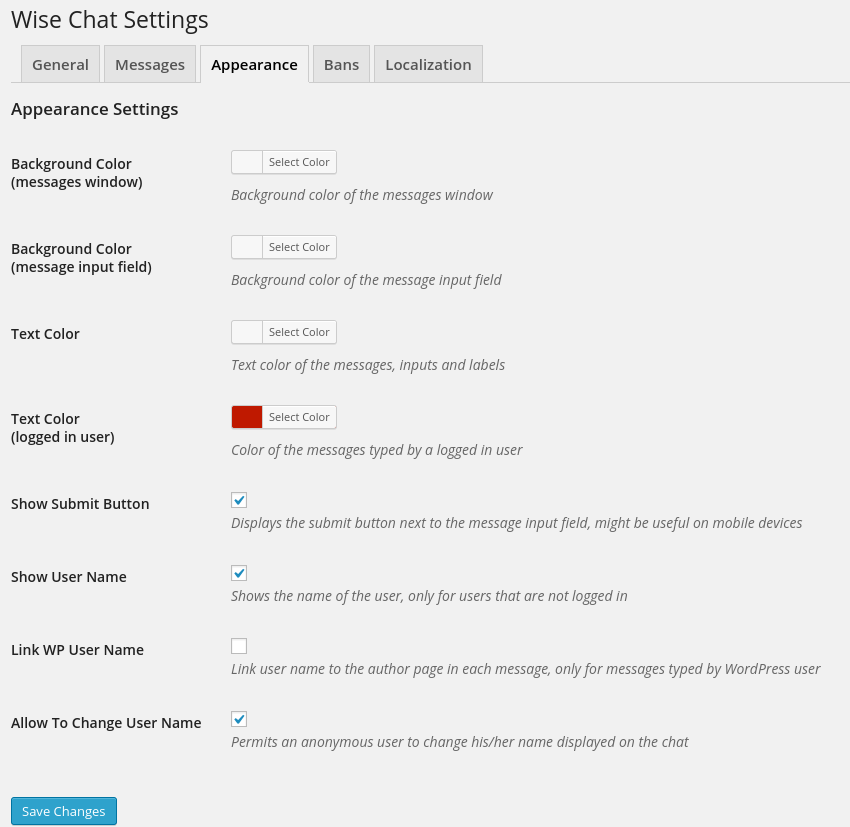 Wise Chat Settings
General Messages Appearance Bans Localization
Appearance Settings
Background Color
(messages window)
Select Color
Background color of the messages window
Background Color
(message input field)
Select Color
Background color of the message input field
Text Color
Select Color
Text color of the messages, inputs and labels
Text Color
(logged in user)
Select Color
Color of the messages typed by a logged in user
Show Submit Button
Displays the submit button next to the message input field, might be useful on mobile devices
Show User Name
Shows the name of the user, only for users that are not logged in
Link WP User Name
Link user name to the author page in each message, only for messages typed by WordPress user
Allow To Change User Name
Permits an anonymous user to change his/her name displayed on the chat
Save Changes